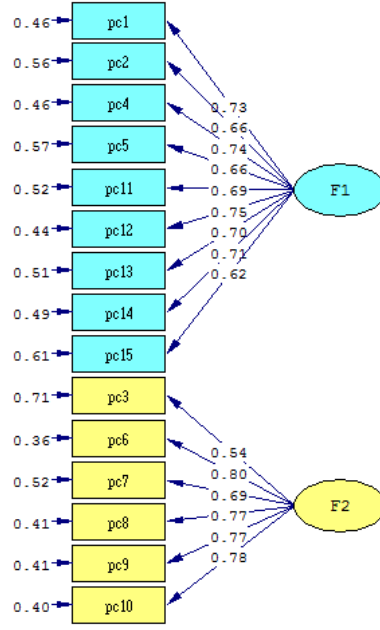 0.46 pc1
0.56 pc2
0.46 pc4
0.73
0.66
0.57 pc5
0.74
0.66
0.52 pc11
0.69
F1
0.44 pc12
0.75
0.70
0.51 pc13
0.71
0.62
0.49 pc14
0.61 pc15
0.71 pc3
0.36 pc6
0.54
0.80
0.52 pc7
0.69
F2
0.41 pc8
0.77
0.77
0.41 pc9
0.78
0.40 pc10